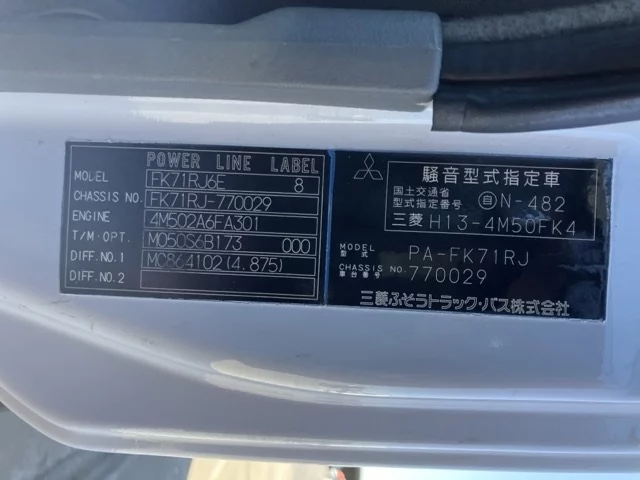 POWER LINE LABEL
MODEL FK71RJ6E 8
CHASSIS NO. FK71RJ-770029
ENGINE 4M502A6FA301
T/M·OPT. M050S6B173 000
DIFF. NO.1 MC864102(4.875)
DIFF. NO.2
騒音型式指定車
国土交通省
型式指定番号 自N-482
三菱 H13-4M50FK4
MODEL
型式 PA-FK71RJ
CHASSIS NO.
車台番号 770029
三菱ふそうトラック・バス株式会社